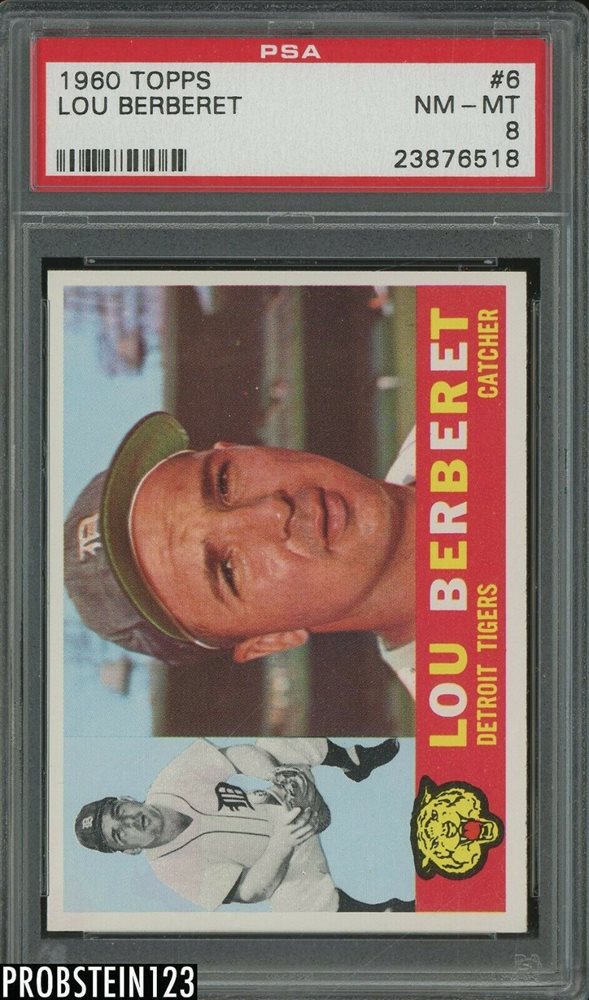 PSA
1960 TOPPS #6
LOU BERBERET NM - MT
8
23876518
LOU BERBERET
DETROIT TIGERS CATCHER
D
D
B
PROBSTEIN123